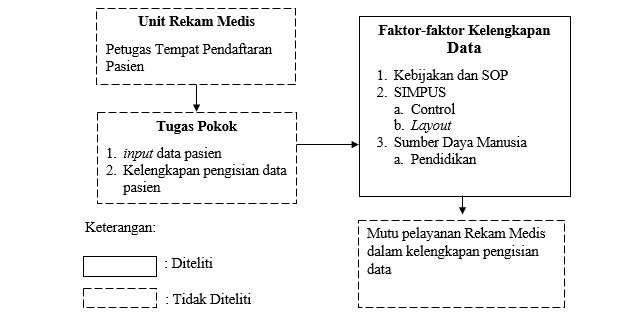 Unit Rekam Medis
Petugas Tempat Pendaftaran
Pasien
Tugas Pokok
1. input data pasien
2. Kelengkapan pengisian data
pasien
Faktor-faktor Kelengkapan
Data
1. Kebijakan dan SOP
2. SIMPUS
a. Control
b. Layout
3. Sumber Daya Manusia
a. Pendidikan
Mutu pelayanan Rekam Medis
dalam kelengkapan pengisian
data
Keterangan:
: Diteliti
: Tidak Diteliti